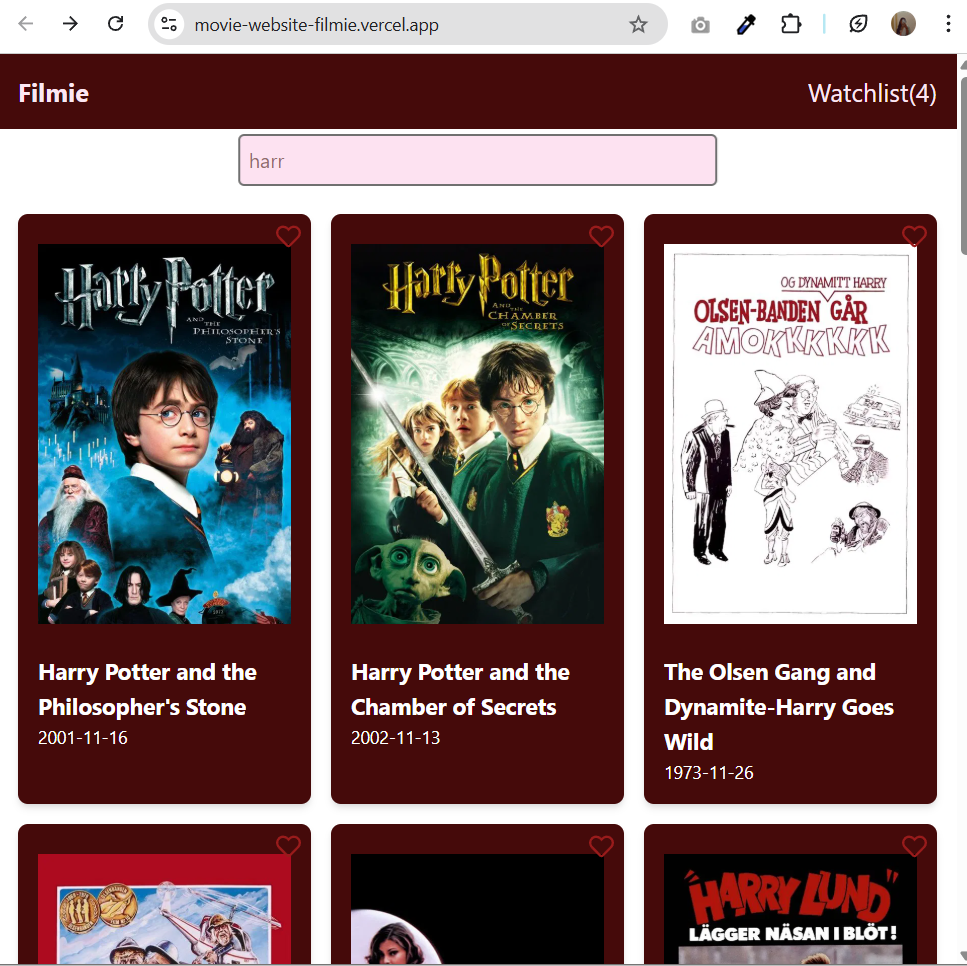 movie-website-filmie.vercel.app
Filmie
Watchlist(4)
harr
Harry Potter
AND THE
PHILOSOPHER'S
STONE
Harry Potter
AND THE
CHAMBER
OF SECRETS
OG DYNAMITT HARRY
OLSEN-BANDEN GÅR
AMOKKKKKK
Harry Potter and the
Philosopher's Stone
2001-11-16
Harry Potter and the
Chamber of Secrets
2002-11-13
The Olsen Gang and
Dynamite-Harry Goes
Wild
1973-11-26
"HARRY LUND"
LÄGGER NÄSAN I BLÖT!